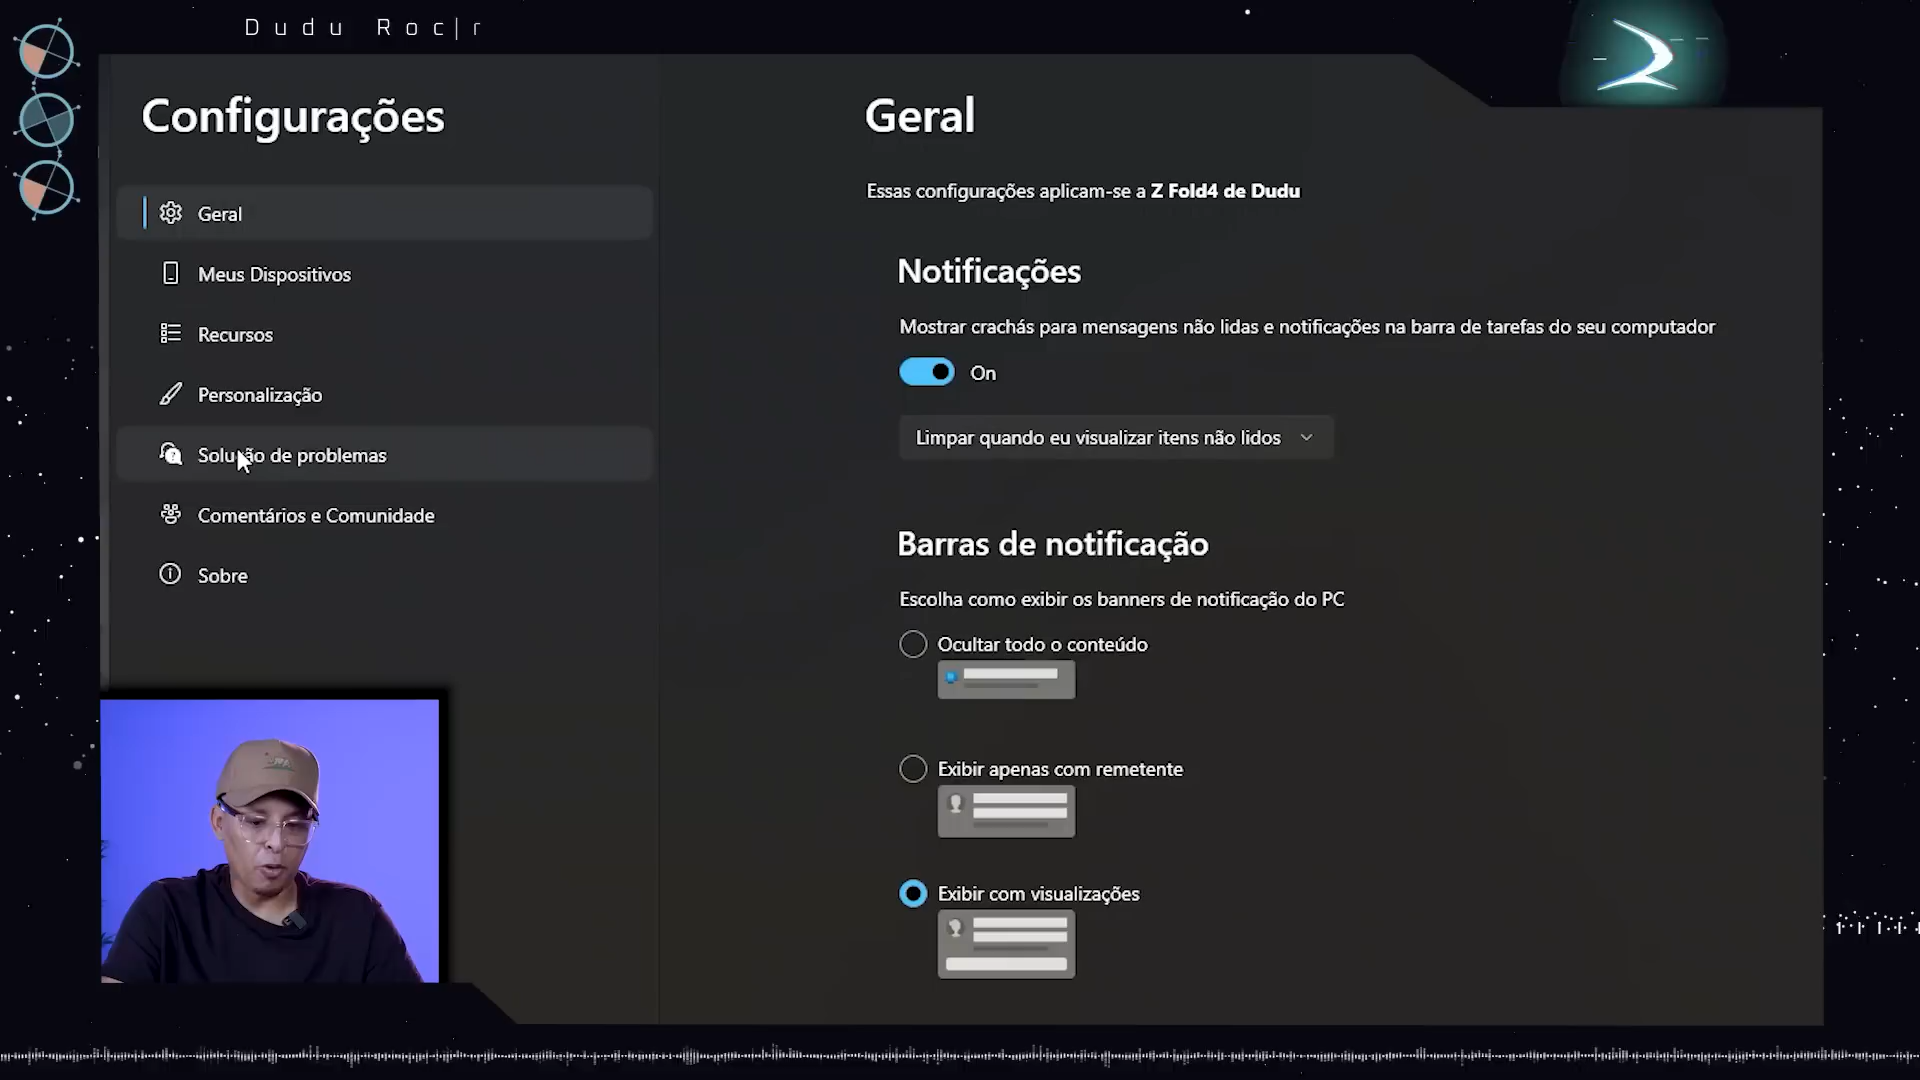 Dudu Roc|r
Configurações
Geral
Meus Dispositivos
Recursos
Personalização
Solução de problemas
Comentários e Comunidade
Sobre
Geral
Essas configurações aplicam-se a Z Fold4 de Dudu
Notificações
Mostrar crachás para mensagens não lidas e notificações na barra de tarefas do seu computador
On
Limpar quando eu visualizar itens não lidos
Barras de notificação
Escolha como exibir os banners de notificação do PC
Ocultar todo o conteúdo
Exibir apenas com remetente
Exibir com visualizações